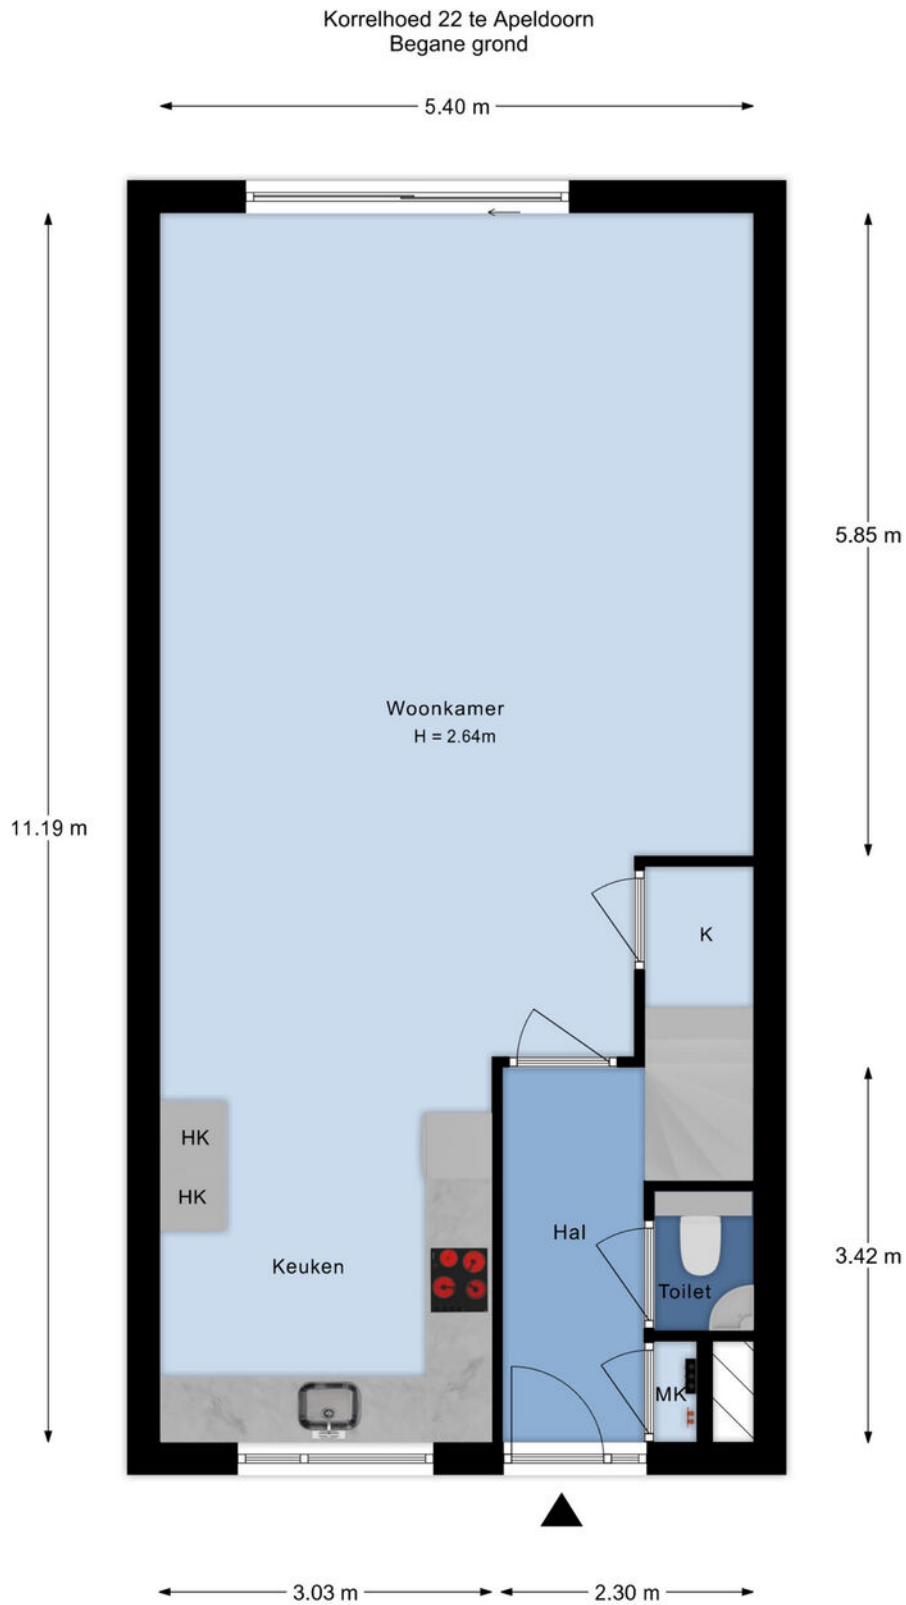 Korrelhoed 22 te Apeldoorn
Begane grond
5.40 m
5.85 m
Woonkamer
H = 2.64m
11.19 m
K
HK
HK
Hal
Keuken
3.42 m
Toilet
MK
3.03 m
2.30 m